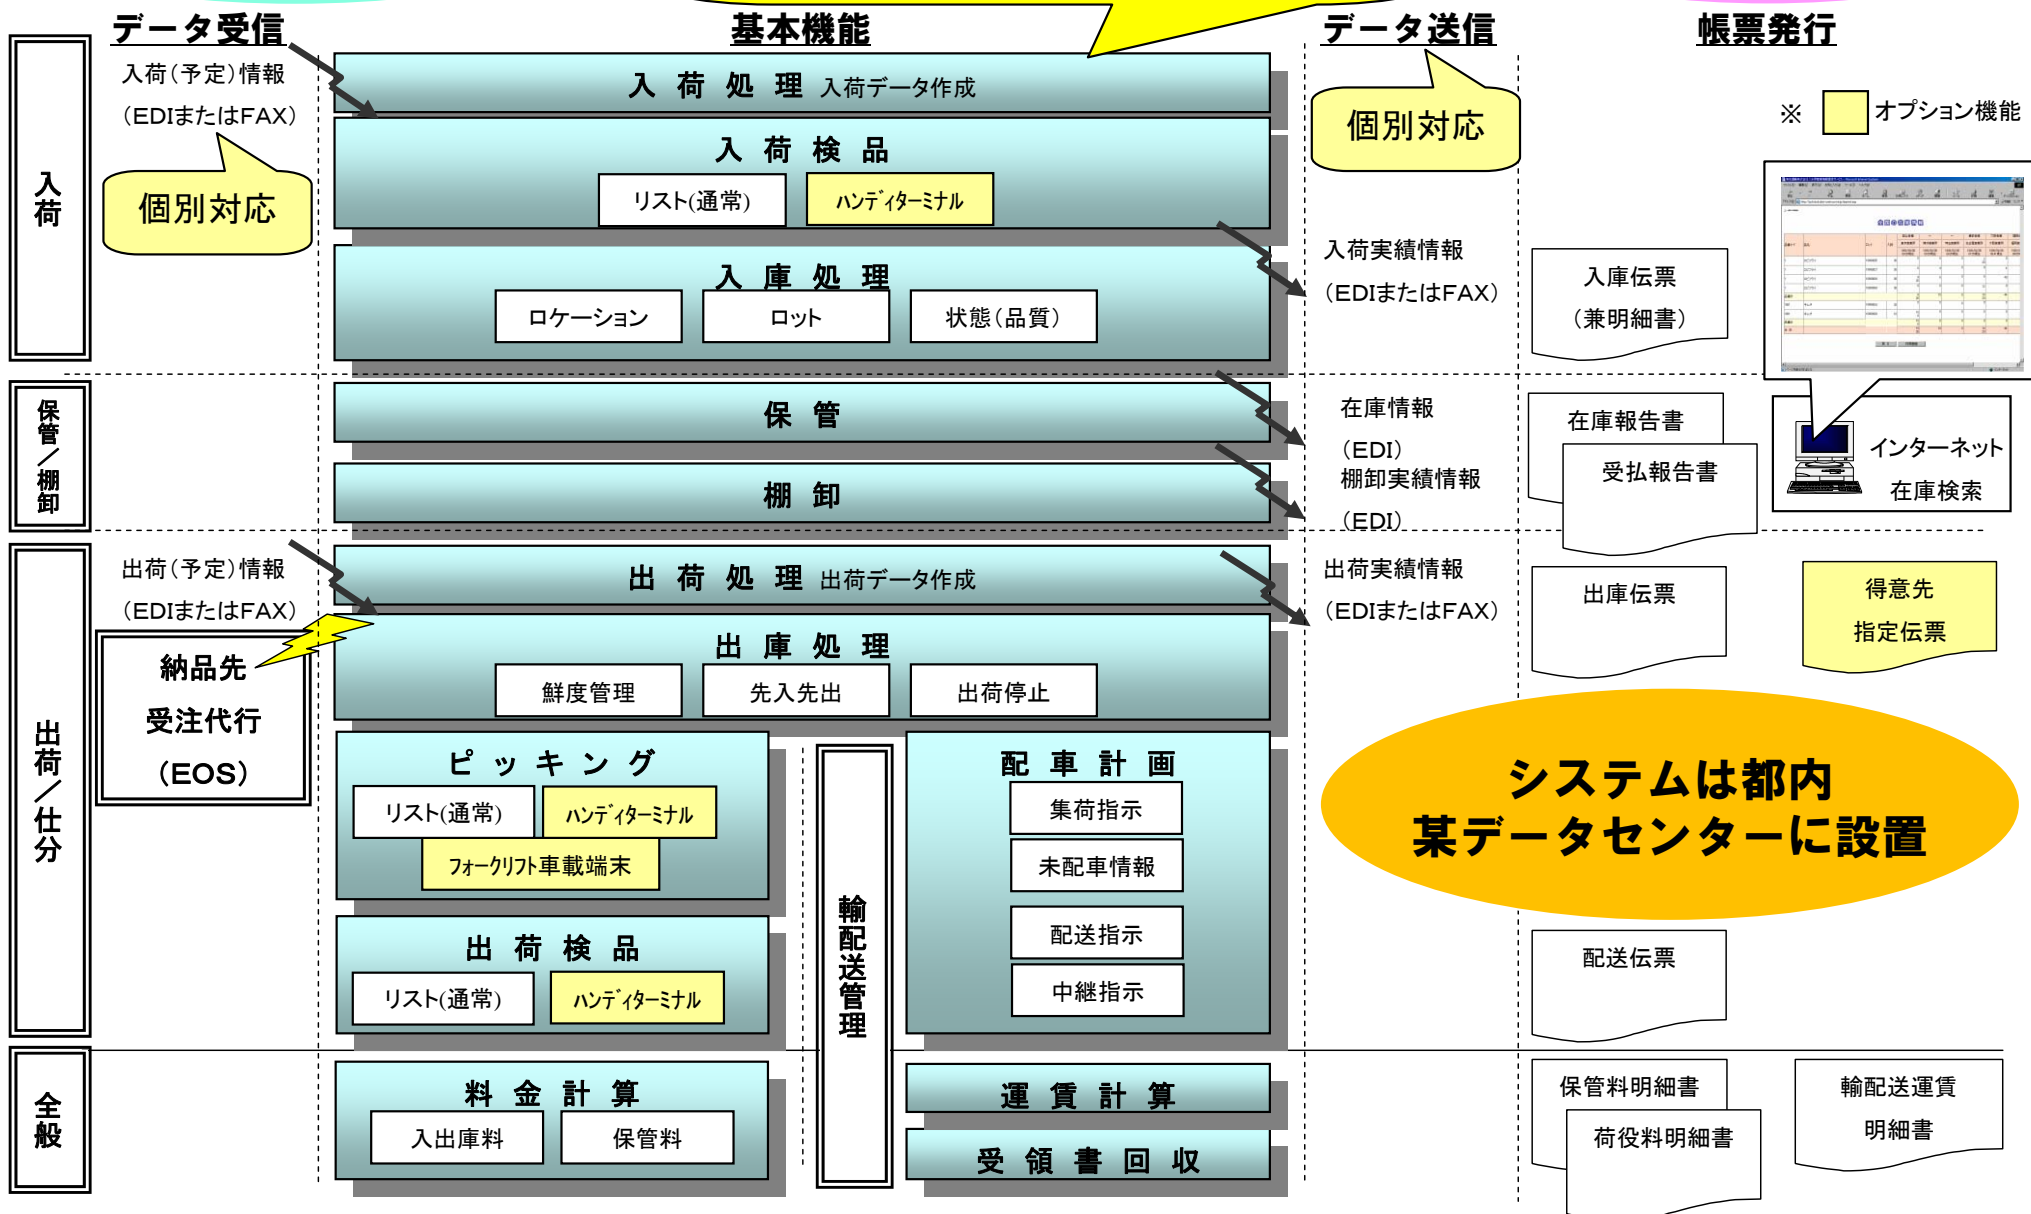 データ受信
基本機能
データ送信
帳票発行
入荷
入荷(予定)情報
(EDIまたはFAX)
個別対応
入荷処理 入荷データ作成
入荷検品
リスト(通常)
ハンディターミナル
入庫処理
ロケーション
ロット
状態(品質)
個別対応
入荷実績情報
(EDIまたはFAX)
※
オプション機能
入庫伝票
(兼明細書)
保管/棚卸
保管
棚卸
在庫情報
(EDI)
棚卸実績情報
(EDI)
在庫報告書
受払報告書
インターネット
在庫検索
出荷/仕分
出荷(予定)情報
(EDIまたはFAX)
納品先
受注代行
(EOS)
出荷処理 出荷データ作成
出庫処理
鮮度管理
先入先出
出荷停止
出荷実績情報
(EDIまたはFAX)
出庫伝票
得意先
指定伝票
ピッキング
リスト(通常)
ハンディターミナル
フォークリフト車載端末
出荷検品
リスト(通常)
ハンディターミナル
輸配送管理
配車計画
集荷指示
未配車情報
配送指示
中継指示
システムは都内
某データセンターに設置
配送伝票
全般
料金計算
入出庫料
保管料
運賃計算
受領書回収
保管料明細書
荷役料明細書
輸配送運賃
明細書